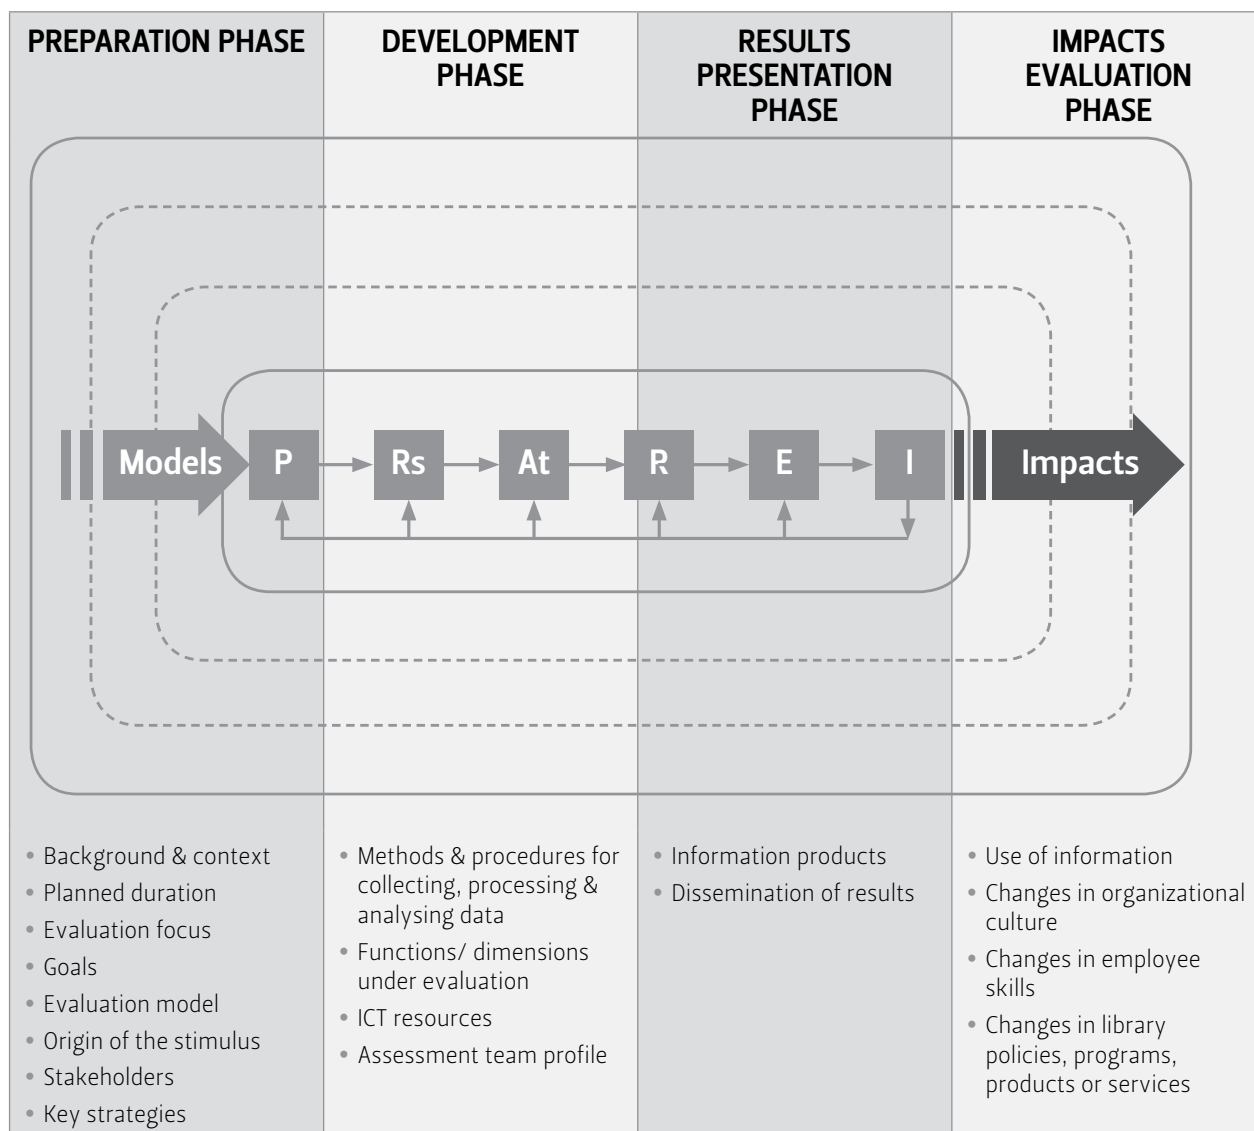 PREPARATION PHASE
DEVELOPMENT
PHASE
RESULTS
PRESENTATION
PHASE
IMPACTS
EVALUATION
PHASE
Models
P
Rs
At
R
E
I
Impacts
• Background & context
• Planned duration
• Evaluation focus
• Goals
• Evaluation model
• Origin of the stimulus
• Stakeholders
• Key strategies
• Methods & procedures for
collecting, processing &
analysing data
• Functions/ dimensions
under evaluation
• ICT resources
• Assessment team profile
• Information products
• Dissemination of results
• Use of information
• Changes in organizational
culture
• Changes in employee
skills
• Changes in library
policies, programs,
products or services